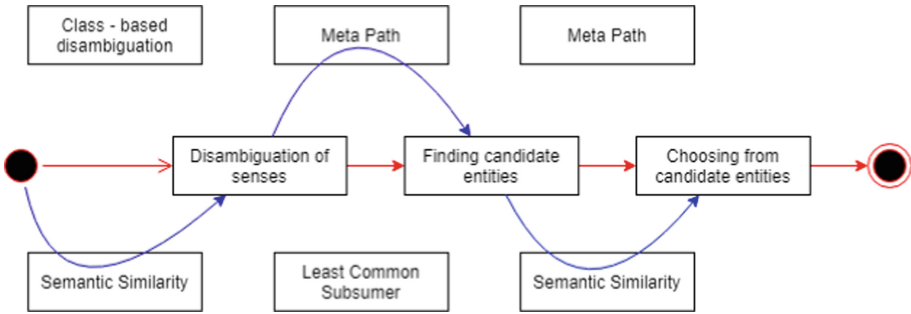 Class - based
disambiguation
Meta Path
Meta Path
Disambiguation of
senses
Finding candidate
entities
Choosing from
candidate entities
Semantic Similarity
Least Common
Subsumer
Semantic Similarity